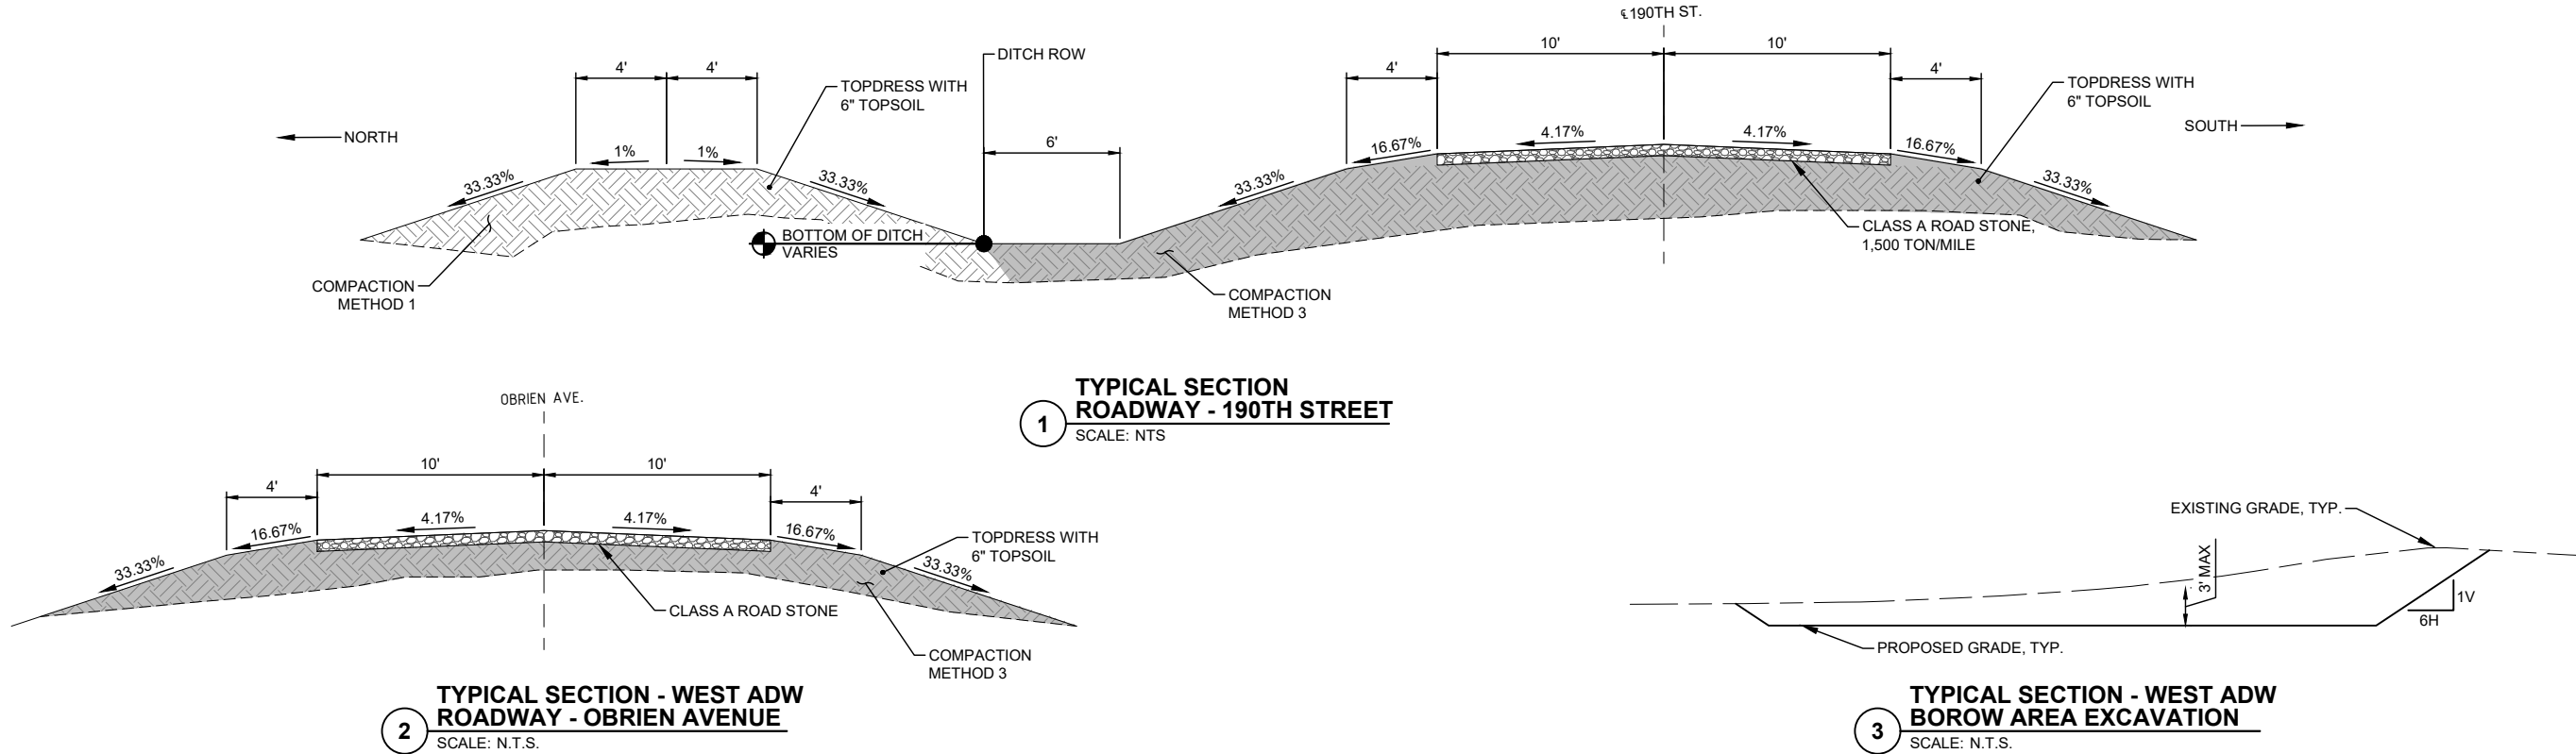 ℄190TH ST.
DITCH ROW
10'
10'
4'
4'
4'
4'
TOPDRESS WITH
6" TOPSOIL
TOPDRESS WITH
6" TOPSOIL
NORTH
SOUTH
6'
1%
1%
16.67%
4.17%
4.17%
16.67%
33.33%
33.33%
33.33%
33.33%
BOTTOM OF DITCH
VARIES
CLASS A ROAD STONE,
1,500 TON/MILE
COMPACTION
METHOD 1
COMPACTION
METHOD 3
1
TYPICAL SECTION
ROADWAY - 190TH STREET
SCALE: NTS
OBRIEN AVE.
10'
10'
4'
4'
16.67%
4.17%
4.17%
16.67%
TOPDRESS WITH
6" TOPSOIL
33.33%
33.33%
CLASS A ROAD STONE
COMPACTION
METHOD 3
2
TYPICAL SECTION - WEST ADW
ROADWAY - OBRIEN AVENUE
SCALE: N.T.S.
EXISTING GRADE, TYP.
3' MAX
1V
6H
PROPOSED GRADE, TYP.
3
TYPICAL SECTION - WEST ADW
BOROW AREA EXCAVATION
SCALE: N.T.S.